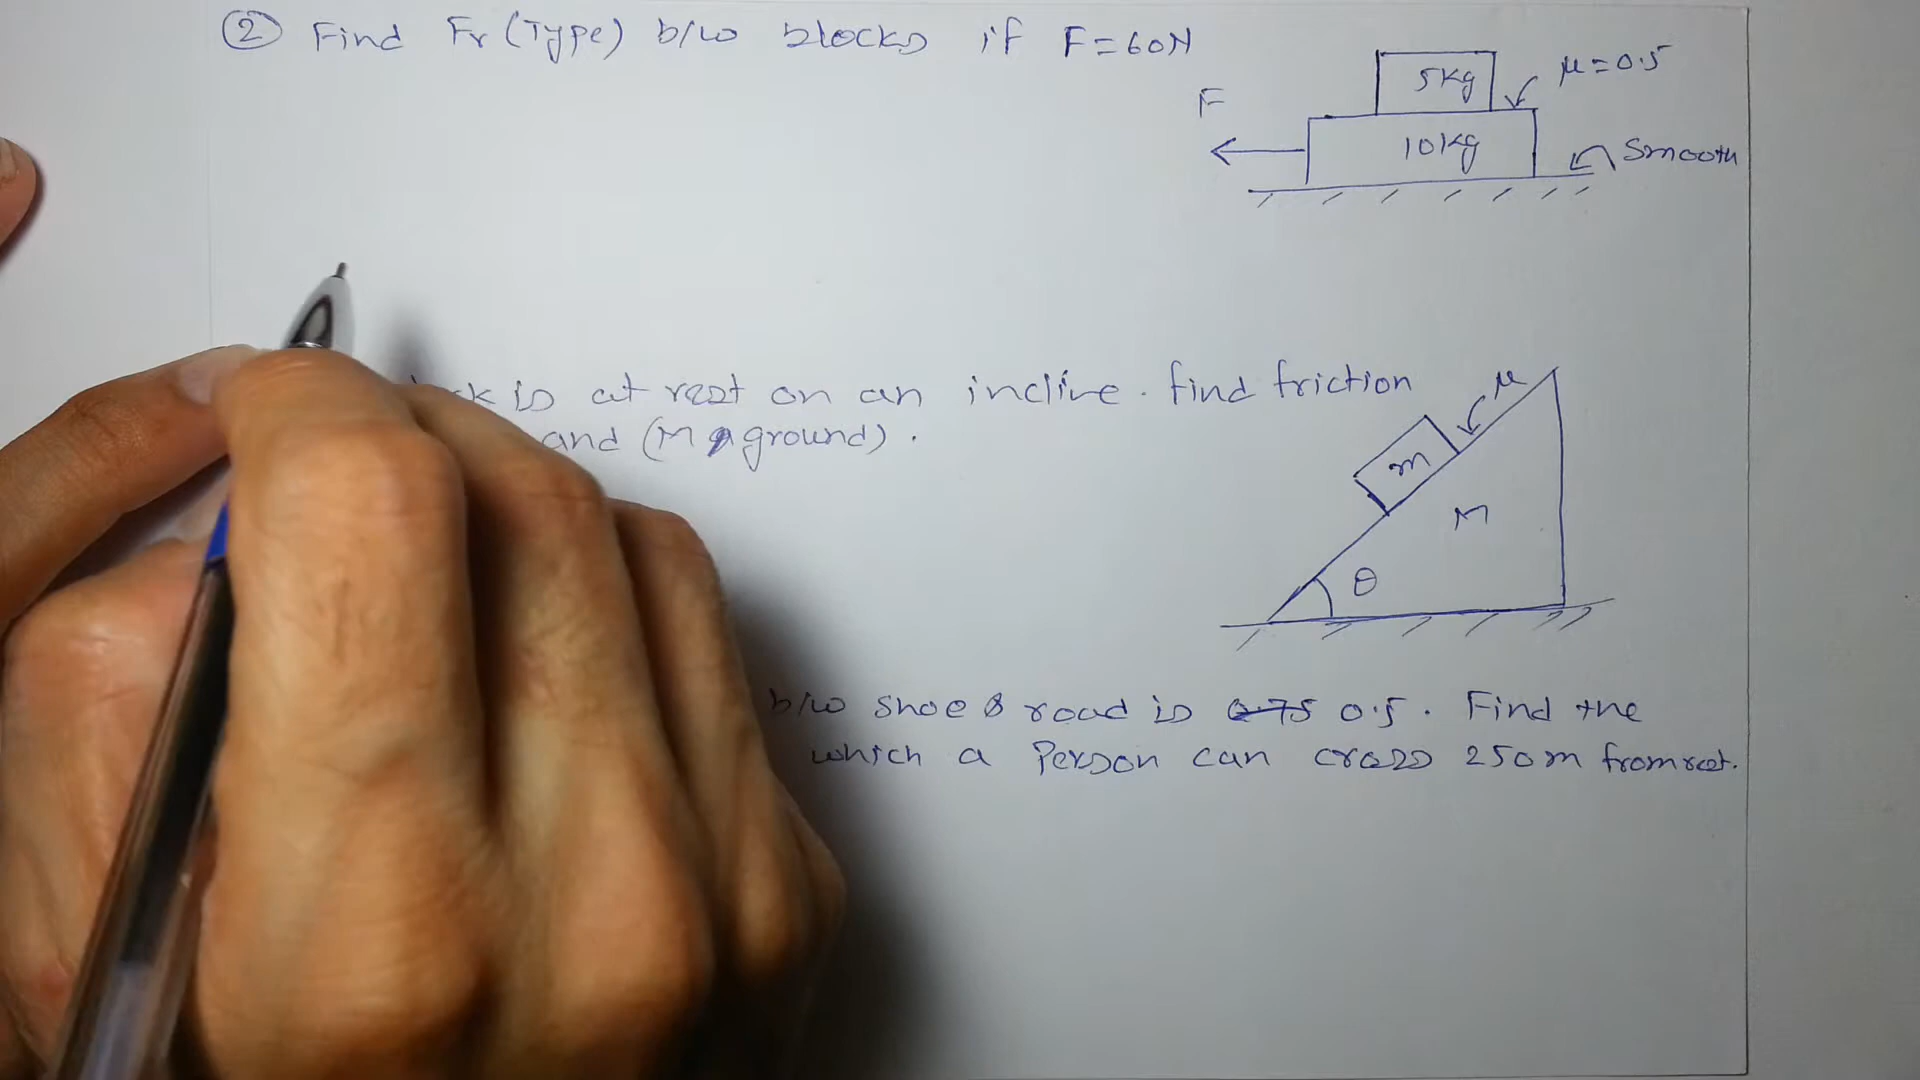 ② Find Fr (Type) b/w blocks if F=60N
5kg
μ=0.5
F
10kg
Smooth
is at rest on an incline. find friction
and (M, ground).
μ
m
M
θ
b/w shoe & road is 0.75 0.5. Find the
which a Person can cross 250m from rest.